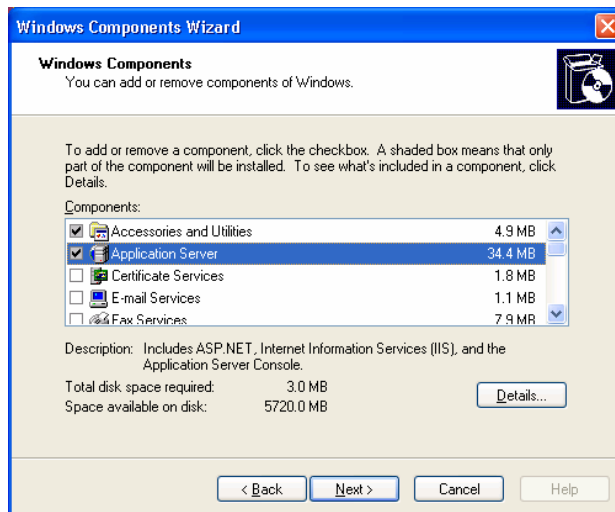 Windows Components Wizard
Windows Components
You can add or remove components of Windows.
To add or remove a component, click the checkbox. A shaded box means that only
part of the component will be installed. To see what's included in a component, click
Details.
Components:
Accessories and Utilities 4.9 MB
Application Server 34.4 MB
Certificate Services 1.8 MB
E-mail Services 1.1 MB
Fax Services 7.9 MB
Description: Includes ASP.NET, Internet Information Services (IIS), and the
Application Server Console.
Total disk space required: 3.0 MB
Space available on disk: 5720.0 MB
Details...
< Back Next > Cancel Help